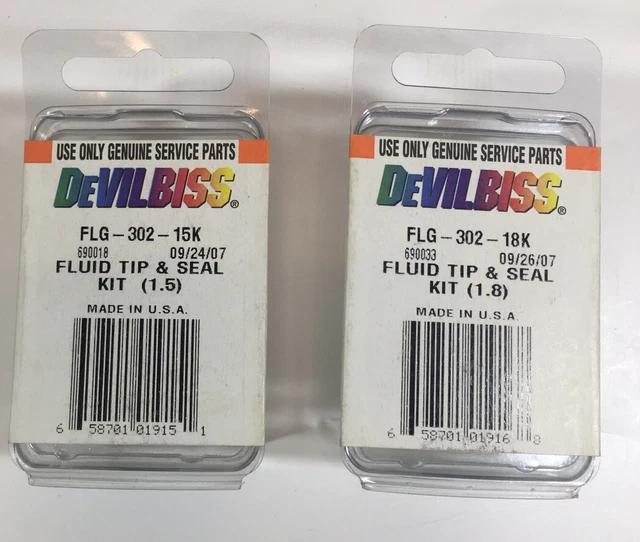 USE ONLY GENUINE SERVICE PARTS
DEVILBISS®
FLG-302-15K
690018 09/24/07
FLUID TIP & SEAL
KIT (1.5)
MADE IN U.S.A.
6 58701 01915 1
USE ONLY GENUINE SERVICE PARTS
DEVILBISS®
FLG-302-18K
690033 09/26/07
FLUID TIP & SEAL
KIT (1.8)
MADE IN U.S.A.
6 58701 01916 8